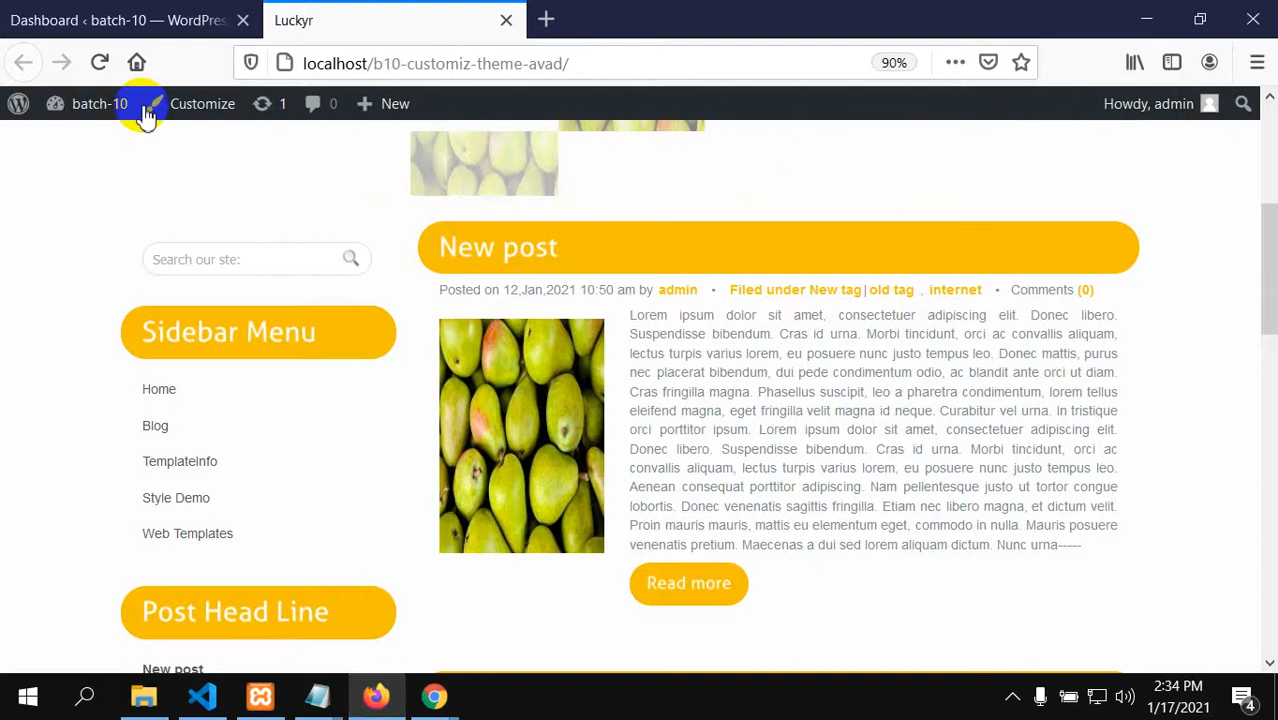 Dashboard ‹ batch-10 — WordPres
Luckyr
localhost/b10-customiz-theme-avad/
90%
batch-10
Customize
1
0
New
Howdy, admin
New post
Search our ste:
Posted on 12,Jan,2021 10:50 am by admin • Filed under New tag| old tag , internet • Comments (0)
Sidebar Menu
Home
Blog
TemplateInfo
Style Demo
Web Templates
Lorem ipsum dolor sit amet, consectetuer adipiscing elit. Donec libero.
Suspendisse bibendum. Cras id urna. Morbi tincidunt, orci ac convallis aliquam,
lectus turpis varius lorem, eu posuere nunc justo tempus leo. Donec mattis, purus
nec placerat bibendum, dui pede condimentum odio, ac blandit ante orci ut diam.
Cras fringilla magna. Phasellus suscipit, leo a pharetra condimentum, lorem tellus
eleifend magna, eget fringilla velit magna id neque. Curabitur vel urna. In tristique
orci porttitor ipsum. Lorem ipsum dolor sit amet, consectetuer adipiscing elit.
Donec libero. Suspendisse bibendum. Cras id urna. Morbi tincidunt, orci ac
convallis aliquam, lectus turpis varius lorem, eu posuere nunc justo tempus leo.
Aenean consequat porttitor adipiscing. Nam pellentesque justo ut tortor congue
lobortis. Donec venenatis sagittis fringilla. Etiam nec libero magna, et dictum velit.
Proin mauris mauris, mattis eu elementum eget, commodo in nulla. Mauris posuere
venenatis pretium. Maecenas a dui sed lorem aliquam dictum. Nunc urna-----
Read more
Post Head Line
New post
2:34 PM
1/17/2021
4